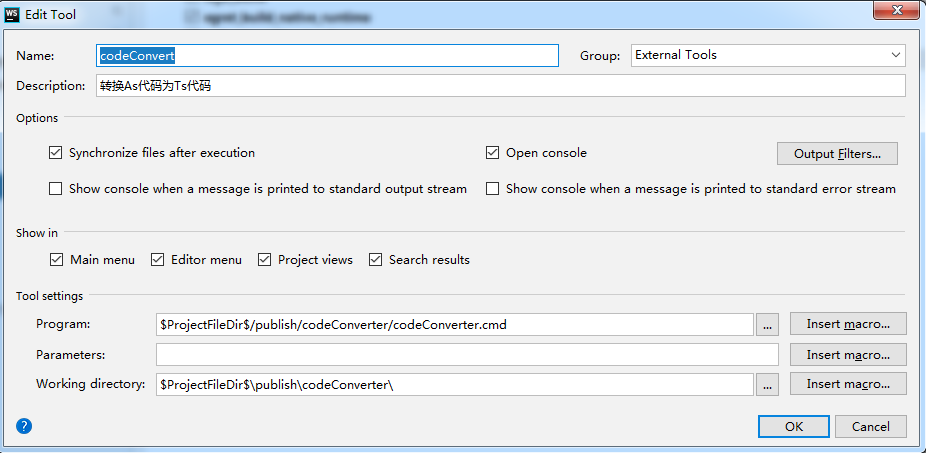 WS Edit Tool
Name: codeConvert Group: External Tools
Description: 转换As代码为Ts代码
Options
Synchronize files after execution Open console Output Filters...
Show console when a message is printed to standard output stream Show console when a message is printed to standard error stream
Show in
Main menu Editor menu Project views Search results
Tool settings
Program: $ProjectFileDir$/publish/codeConverter/codeConverter.cmd ... Insert macro...
Parameters: Insert macro...
Working directory: $ProjectFileDir$\publish\codeConverter\ ... Insert macro...
? OK Cancel